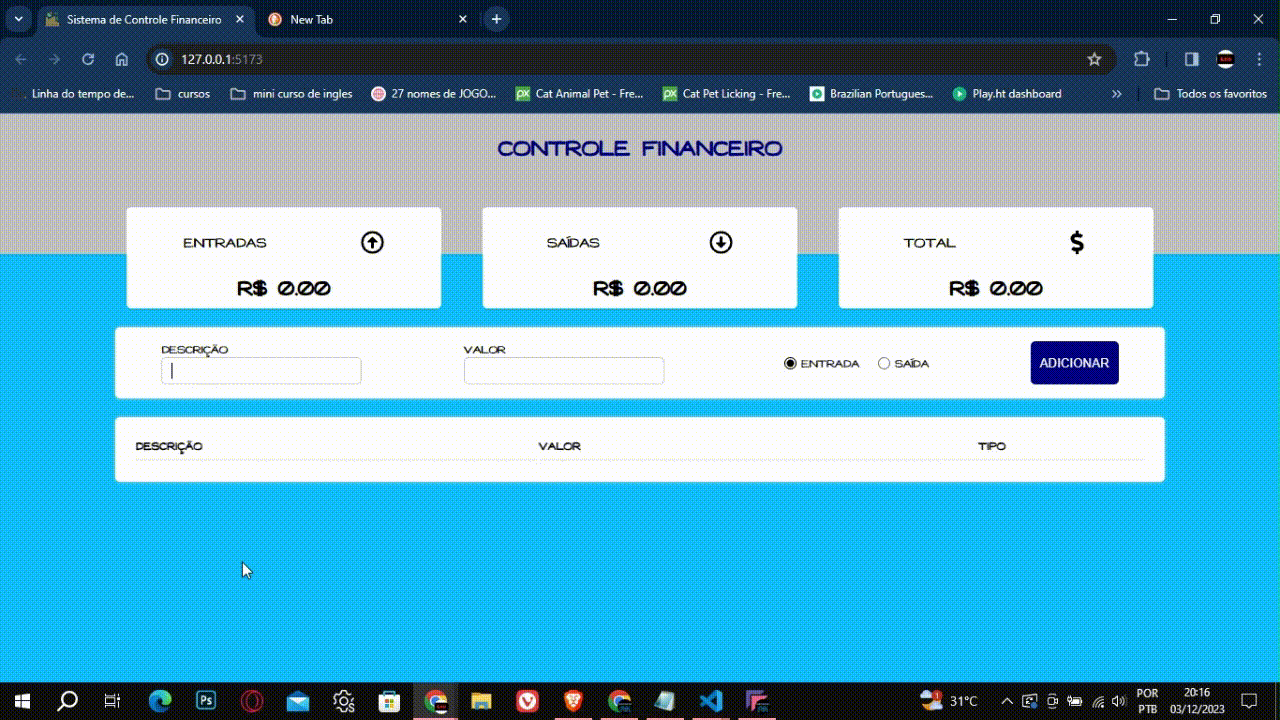 Sistema de Controle Financeiro
New Tab
127.0.0.1:5173
Linha do tempo de...
cursos
mini curso de ingles
27 nomes de JOGO...
Cat Animal Pet - Fre...
Cat Pet Licking - Fre...
Brazilian Portugues...
Play.ht dashboard
Todos os favoritos
CONTROLE FINANCEIRO
ENTRADAS
SAÍDAS
TOTAL
R$ 0.00
R$ 0.00
R$ 0.00
DESCRIÇÃO
VALOR
ENTRADA
SAÍDA
ADICIONAR
DESCRIÇÃO
VALOR
TIPO
31°C
POR
PTB
20:16
03/12/2023